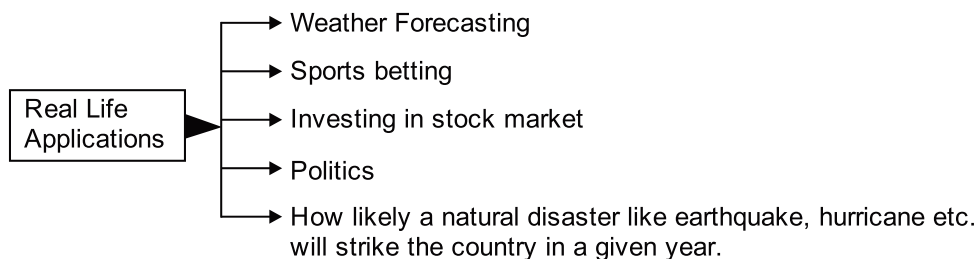 Weather Forecasting
Sports betting
Real Life
Applications
Investing in stock market
Politics
How likely a natural disaster like earthquake, hurricane etc.
will strike the country in a given year.